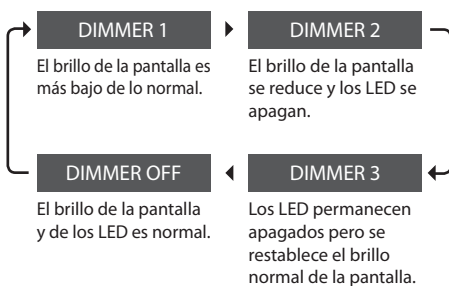 DIMMER 1
El brillo de la pantalla es
más bajo de lo normal.
DIMMER 2
El brillo de la pantalla
se reduce y los LED se
apagan.
DIMMER OFF
El brillo de la pantalla
y de los LED es normal.
DIMMER 3
Los LED permanecen
apagados pero se
restablece el brillo
normal de la pantalla.